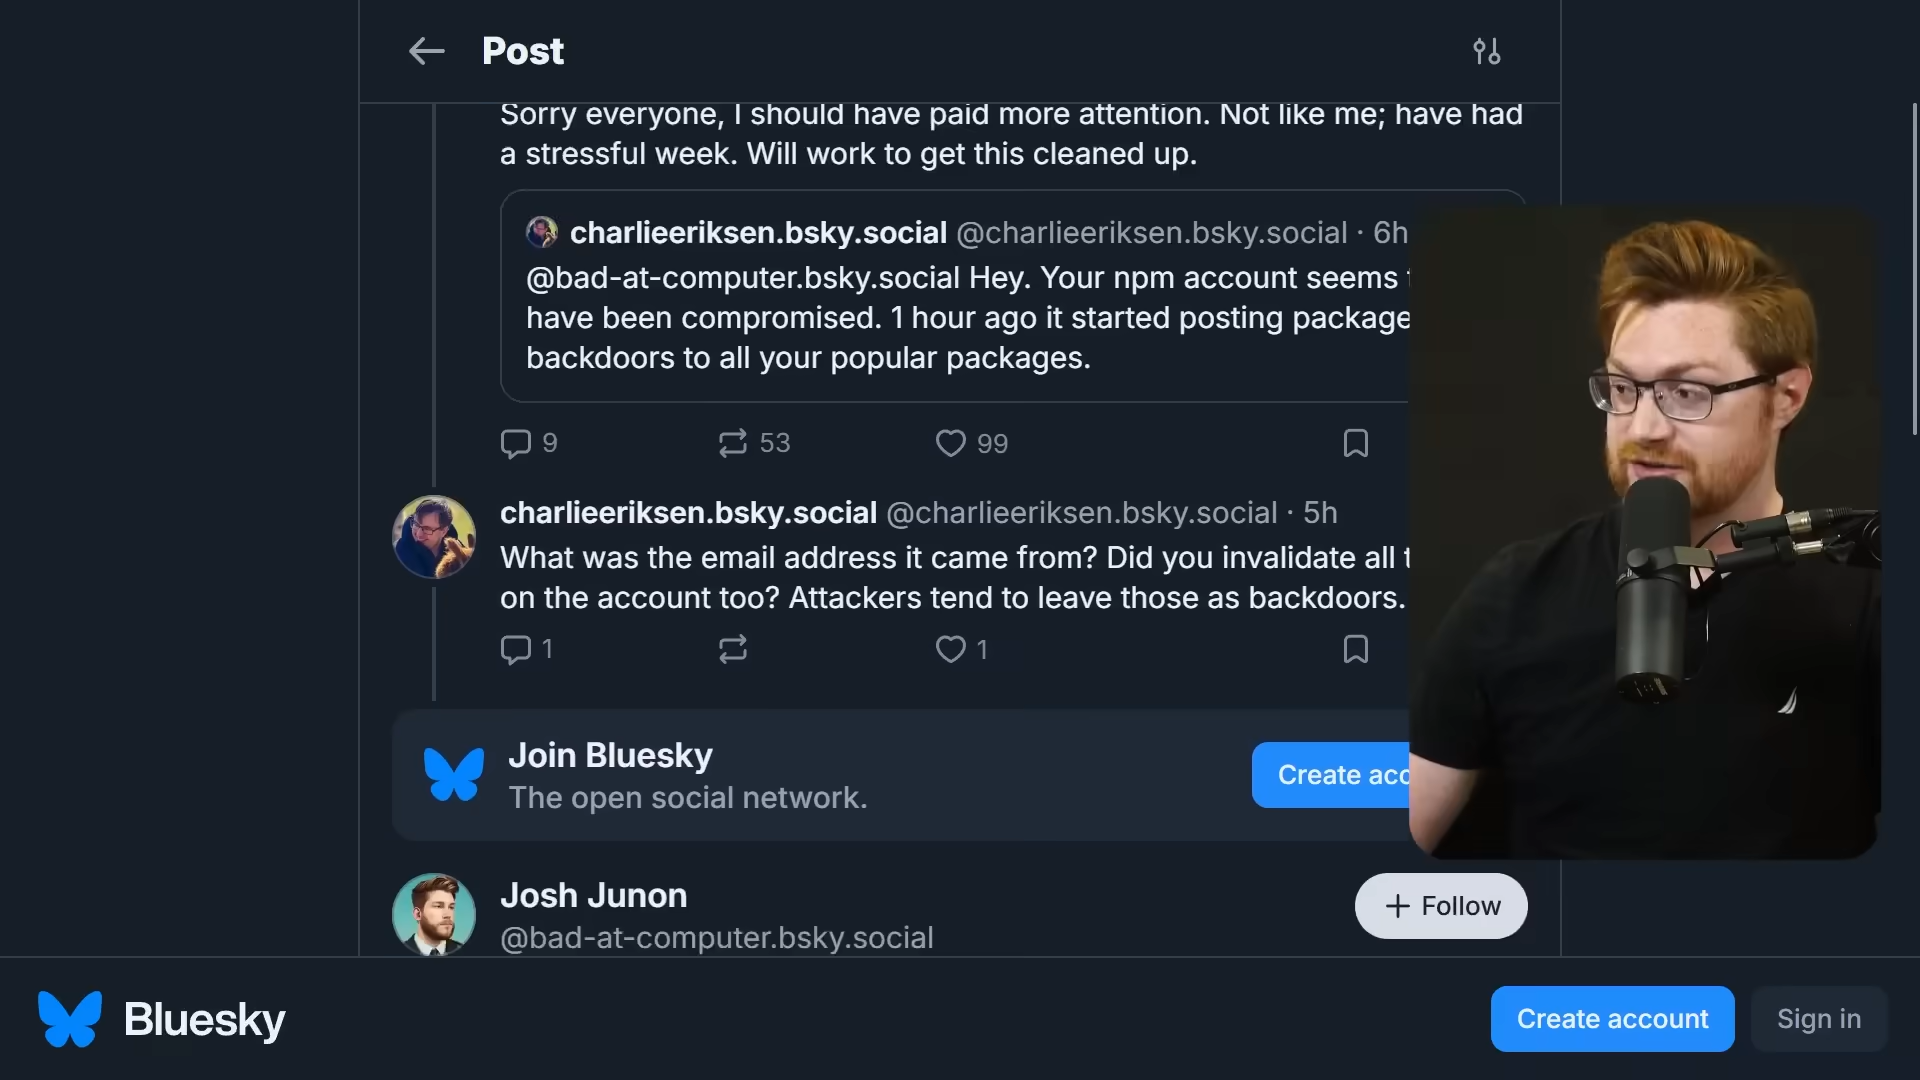 Post
Sorry everyone, I should have paid more attention. Not like me; have had
a stressful week. Will work to get this cleaned up.
charlieeriksen.bsky.social @charlieeriksen.bsky.social · 6h
@bad-at-computer.bsky.social Hey. Your npm account seems
have been compromised. 1 hour ago it started posting package
backdoors to all your popular packages.
9 53 99
charlieeriksen.bsky.social @charlieeriksen.bsky.social · 5h
What was the email address it came from? Did you invalidate all
on the account too? Attackers tend to leave those as backdoors.
1 1
Join Bluesky
The open social network.
Create acc
Josh Junon
@bad-at-computer.bsky.social
+ Follow
Bluesky
Create account
Sign in